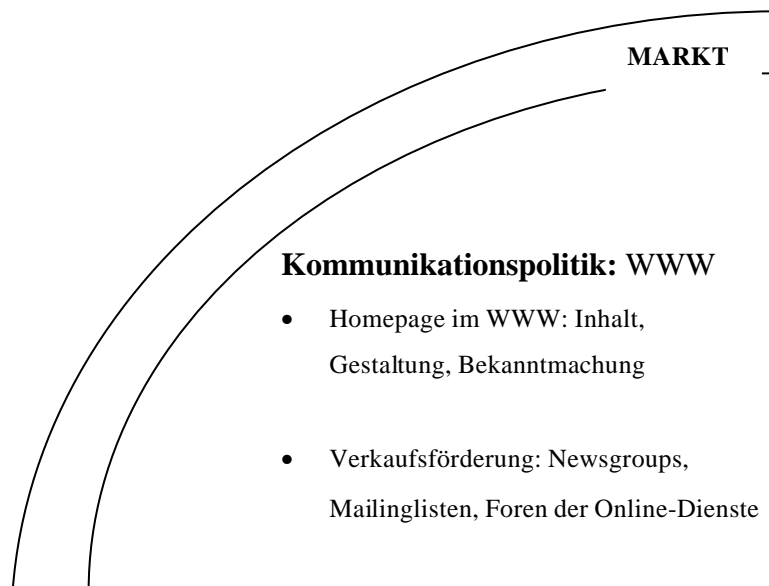 MARKT
Kommunikationspolitik: WWW
• Homepage im WWW: Inhalt,
Gestaltung, Bekanntmachung
• Verkaufsförderung: Newsgroups,
Mailinglisten, Foren der Online-Dienste